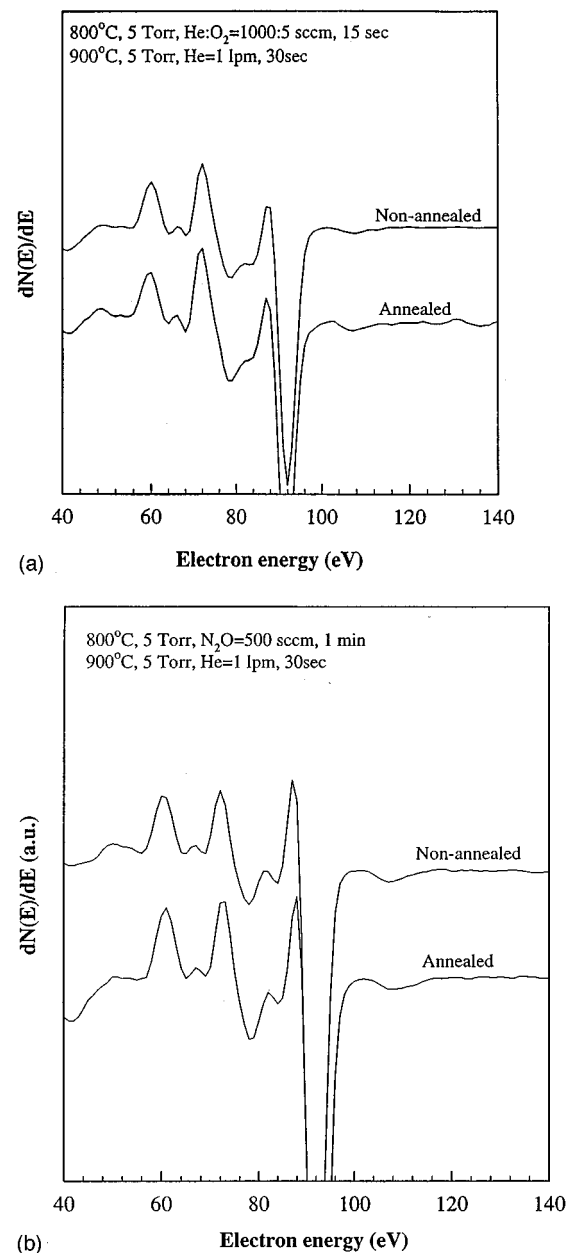 800°C, 5 Torr, He:O₂=1000:5 sccm, 15 sec
900°C, 5 Torr, He=1 lpm, 30sec
dN(E)/dE
Non-annealed
Annealed
40 60 80 100 120 140
(a)
Electron energy (eV)
800°C, 5 Torr, N₂O=500 sccm, 1 min
900°C, 5 Torr, He=1 lpm, 30sec
dN(E)/dE (a.u.)
Non-annealed
Annealed
40 60 80 100 120 140
(b)
Electron energy (eV)